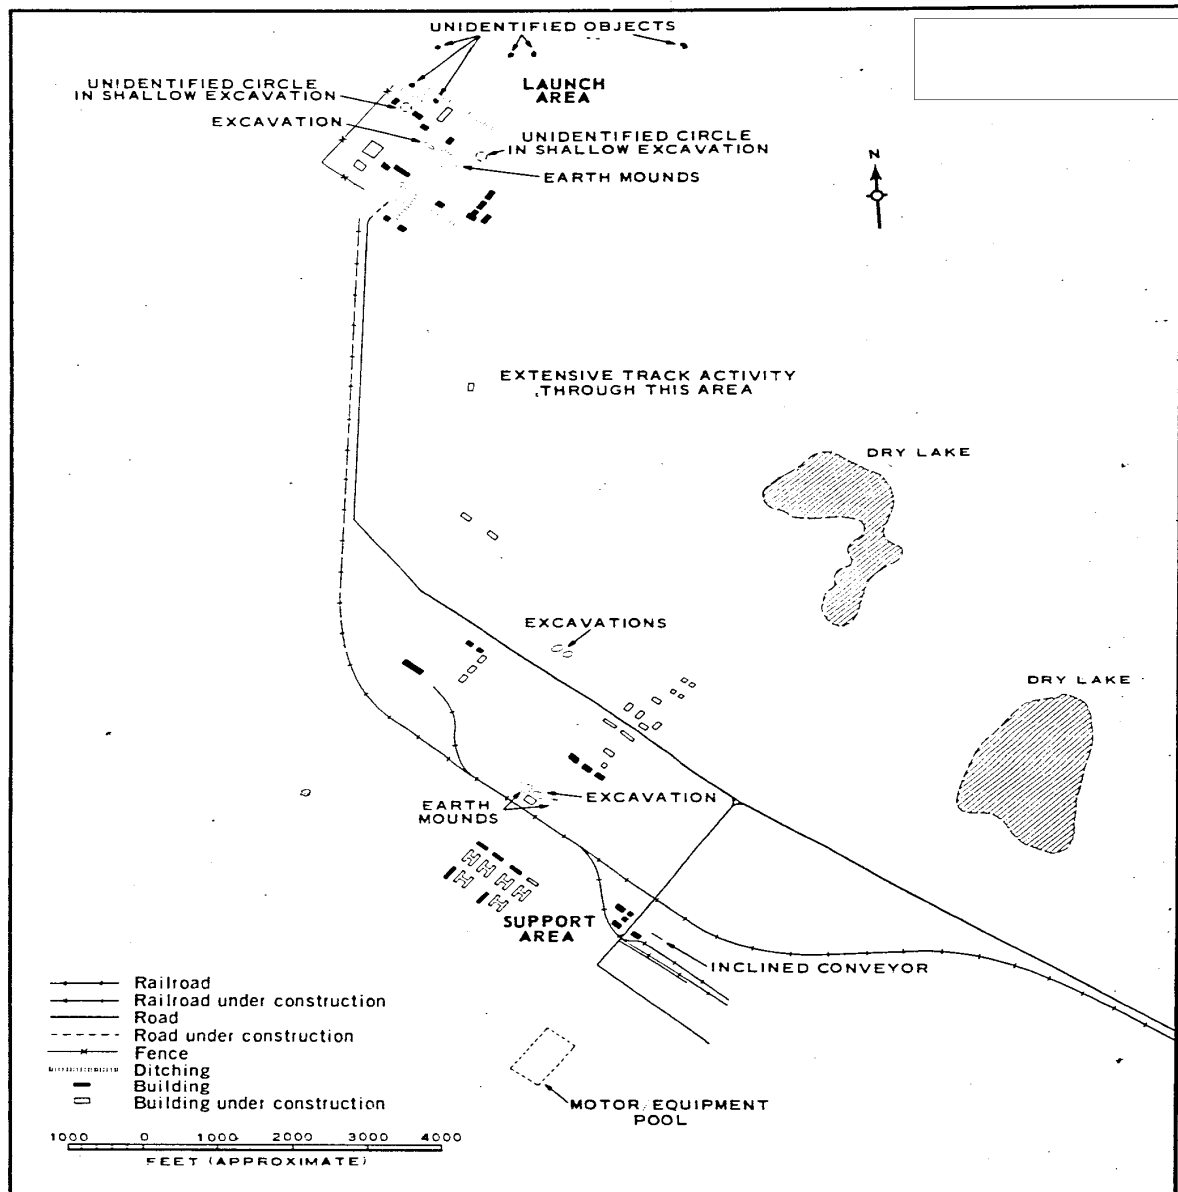 UNIDENTIFIED OBJECTS
LAUNCH
AREA
UNIDENTIFIED CIRCLE
IN SHALLOW EXCAVATION
EXCAVATION
UNIDENTIFIED CIRCLE
IN SHALLOW EXCAVATION
EARTH MOUNDS
N
EXTENSIVE TRACK ACTIVITY
THROUGH THIS AREA
DRY LAKE
EXCAVATIONS
DRY LAKE
EXCAVATION
EARTH
MOUNDS
SUPPORT
AREA
INCLINED CONVEYOR
Railroad
Railroad under construction
Road
Road under construction
Fence
Ditching
Building
Building under construction
MOTOR/EQUIPMENT
POOL
1000 0 1000 2000 3000 4000
FEET (APPROXIMATE)